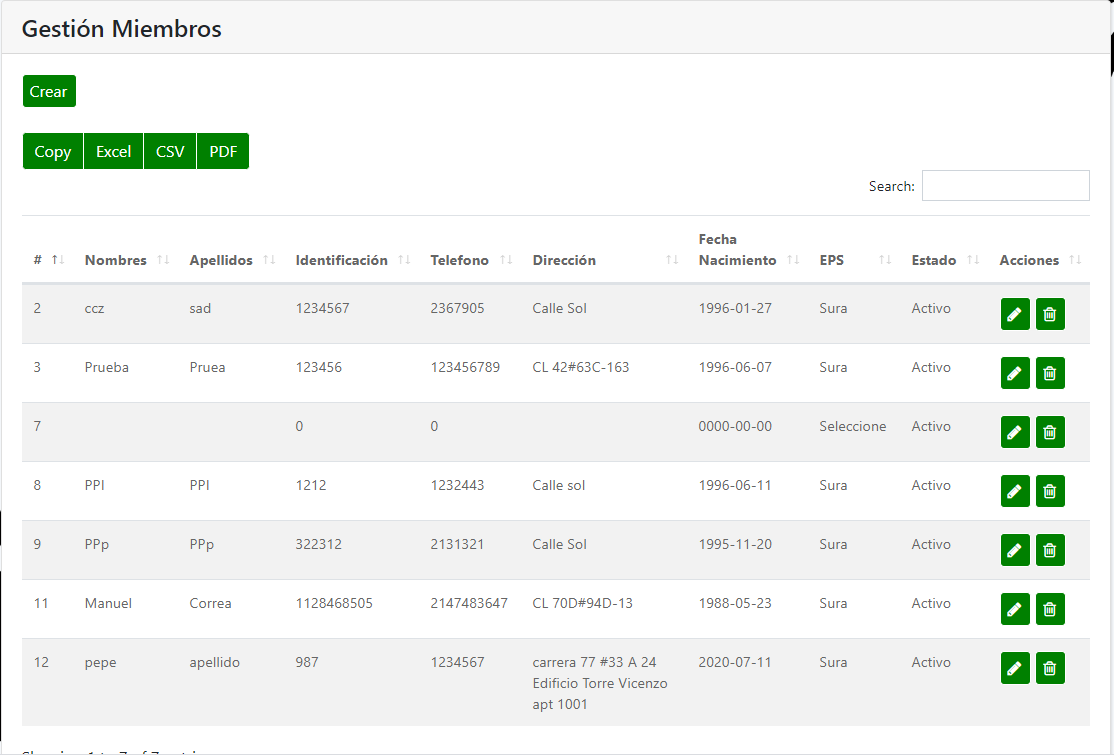 Gestión Miembros
Crear
Copy Excel CSV PDF
Search:
# Nombres Apellidos Identificación Telefono Dirección Fecha Nacimiento EPS Estado Acciones
2 ccz sad 1234567 2367905 Calle Sol 1996-01-27 Sura Activo
3 Prueba Pruea 123456 123456789 CL 42#63C-163 1996-06-07 Sura Activo
7 0 0 0000-00-00 Seleccione Activo
8 PPI PPI 1212 1232443 Calle sol 1996-06-11 Sura Activo
9 PPp PPp 322312 2131321 Calle Sol 1995-11-20 Sura Activo
11 Manuel Correa 1128468505 2147483647 CL 70D#94D-13 1988-05-23 Sura Activo
12 pepe apellido 987 1234567 carrera 77 #33 A 24 2020-07-11 Sura Activo
Edificio Torre Vicenzo
apt 1001